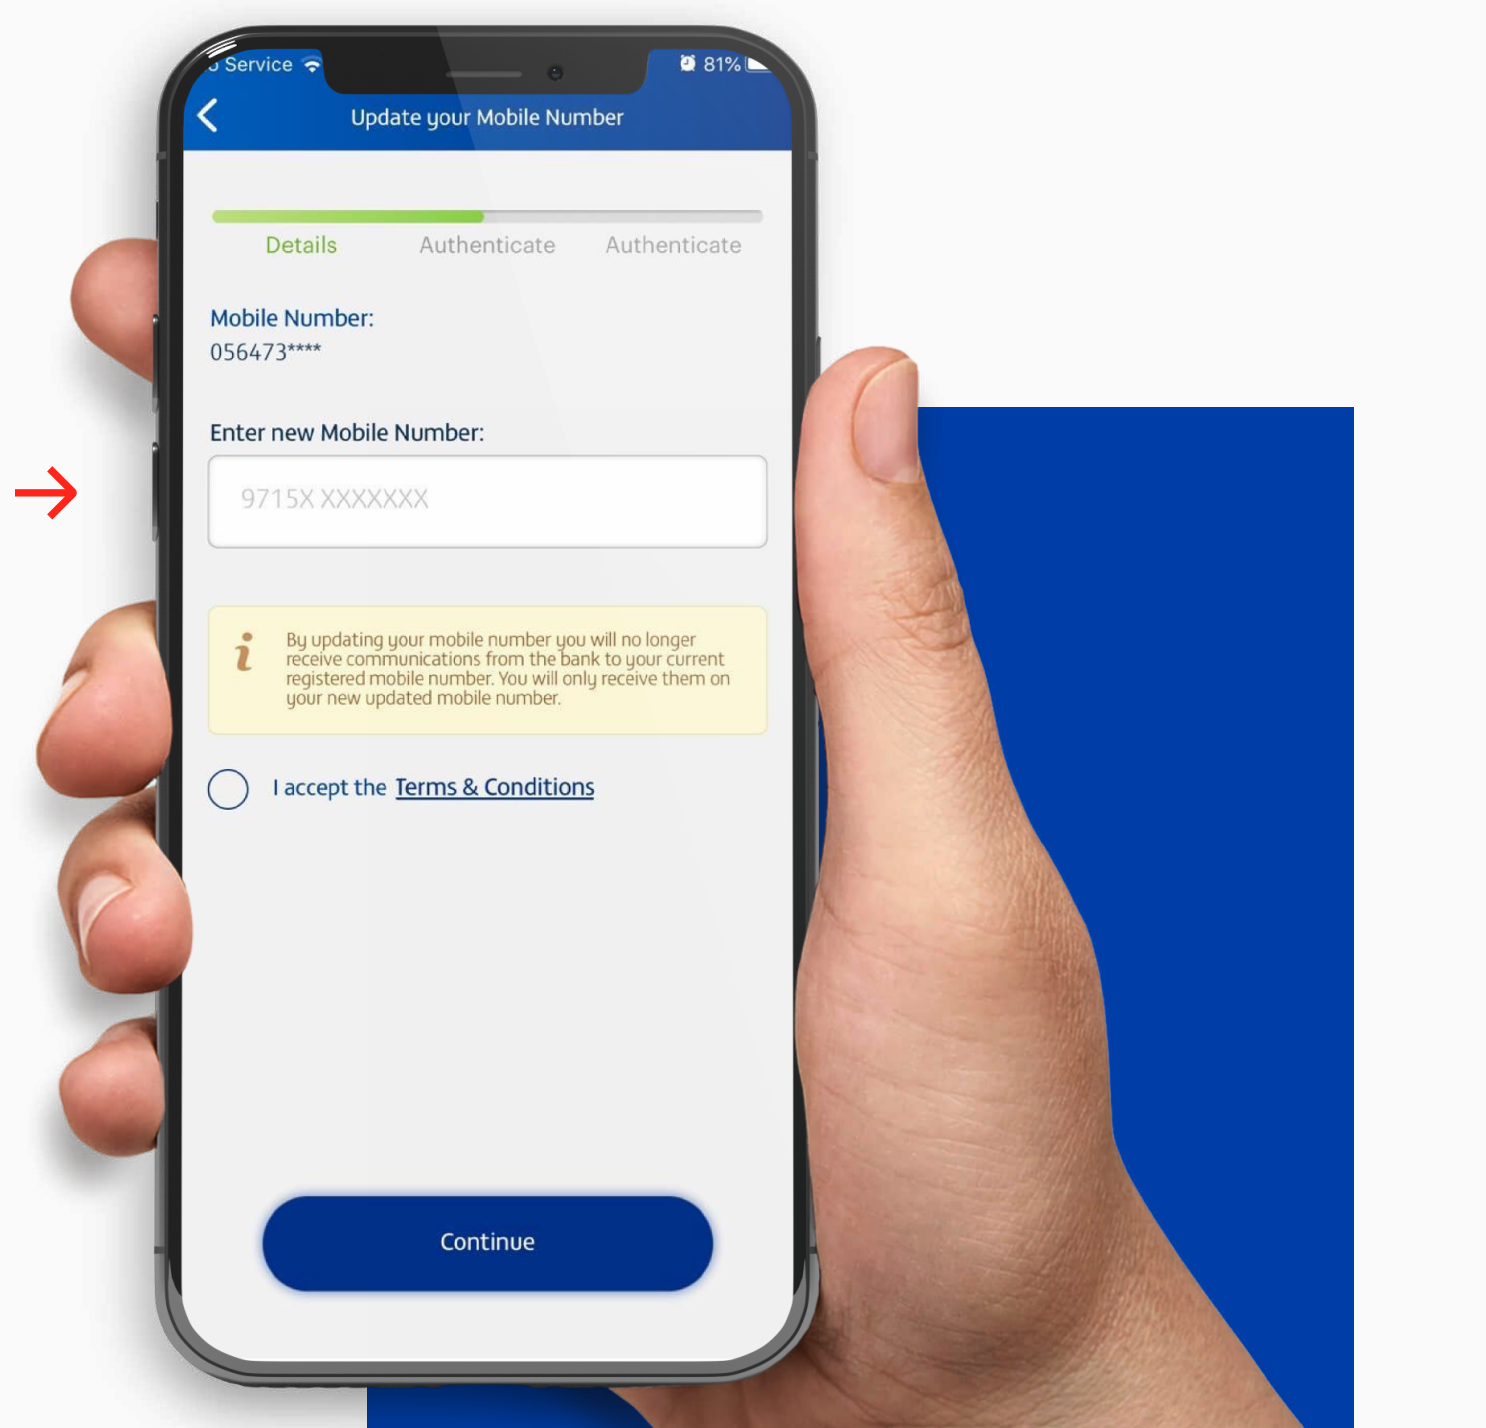 Service
81%
Update your Mobile Number
Details Authenticate Authenticate
Mobile Number:
056473****
Enter new Mobile Number:
9715X XXXXXXX
By updating your mobile number you will no longer
receive communications from the bank to your current
registered mobile number. You will only receive them on
your new updated mobile number.
I accept the Terms & Conditions
Continue